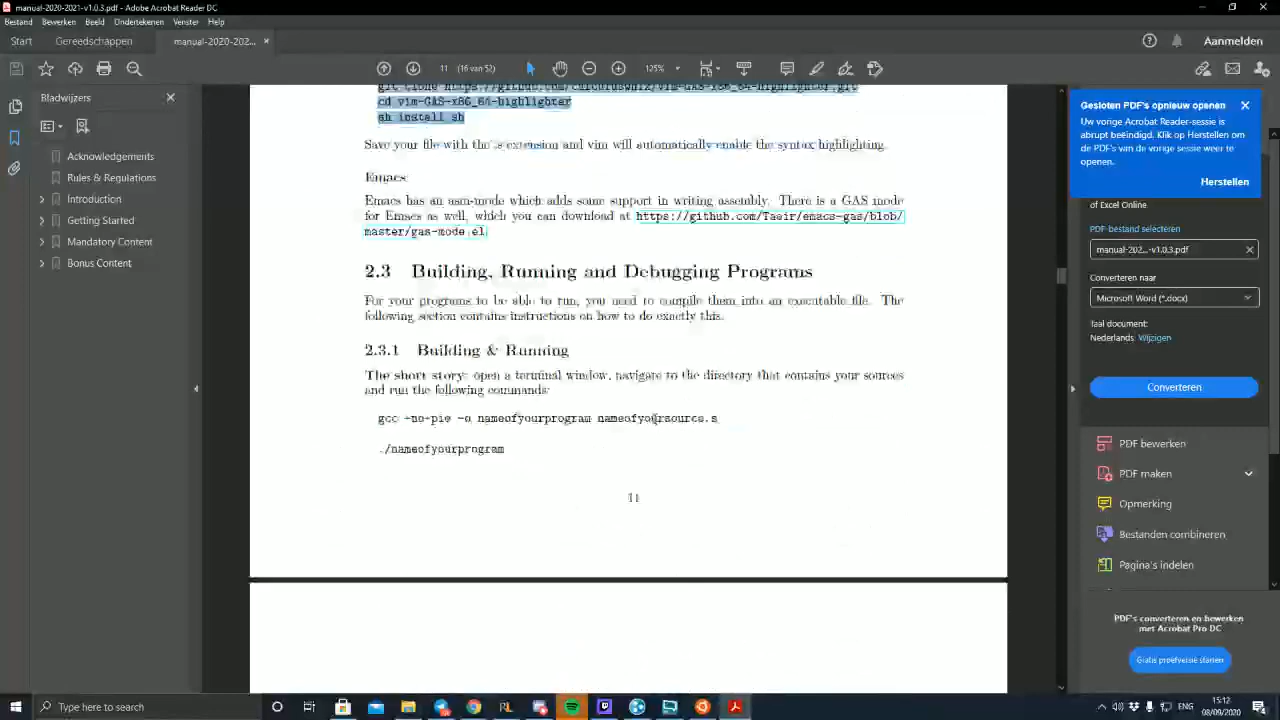 manual-2020-2021-v1.0.3.pdf - Adobe Acrobat Reader DC
Bestand Bewerken Beeld Ondertekenen Venster Help
Start Gereedschappen manual-2020-202... × Aanmelden
11 (16 van 52) 125%
Bladwijzers
Acknowledgements
Rules & Regulations
Introduction
Getting Started
Mandatory Content
Bonus Content
cd vim-GAS-x86_64-highlighter
sh install sh
Save your file with the .s extension and vim will automatically enable the syntax highlighting.
Emacs
Emacs has an asm-mode which adds some support in writing assembly. There is a GAS mode
for Emacs as well, which you can download at https://github.com/Taeir/emacs-gas/blob/
master/gas-mode.el.
2.3 Building, Running and Debugging Programs
For your programs to be able to run, you need to compile them into an executable file. The
following section contains instructions on how to do exactly this.
2.3.1 Building & Running
The short story: open a terminal window, navigate to the directory that contains your sources
and run the following commands:
gcc -no-pie -o nameofyourprogram nameofyoursource.s
./nameofyourprogram
11
Gesloten PDF's opnieuw openen
Uw vorige Acrobat Reader-sessie is
abrupt beëindigd. Klik op Herstellen om
de PDF's van de vorige sessie weer te
openen.
Herstellen
of Excel Online
PDF-bestand selecteren
manual-202...-v1.0.3.pdf
Converteren naar
Microsoft Word (*.docx)
Taal document:
Nederlands Wijzigen
Converteren
PDF bewerken
PDF maken
Opmerking
Bestanden combineren
Pagina's indelen
PDF's converteren en bewerken
met Acrobat Pro DC
Gratis proefversie starten
Type here to search
ENG
15:12
08/09/2020